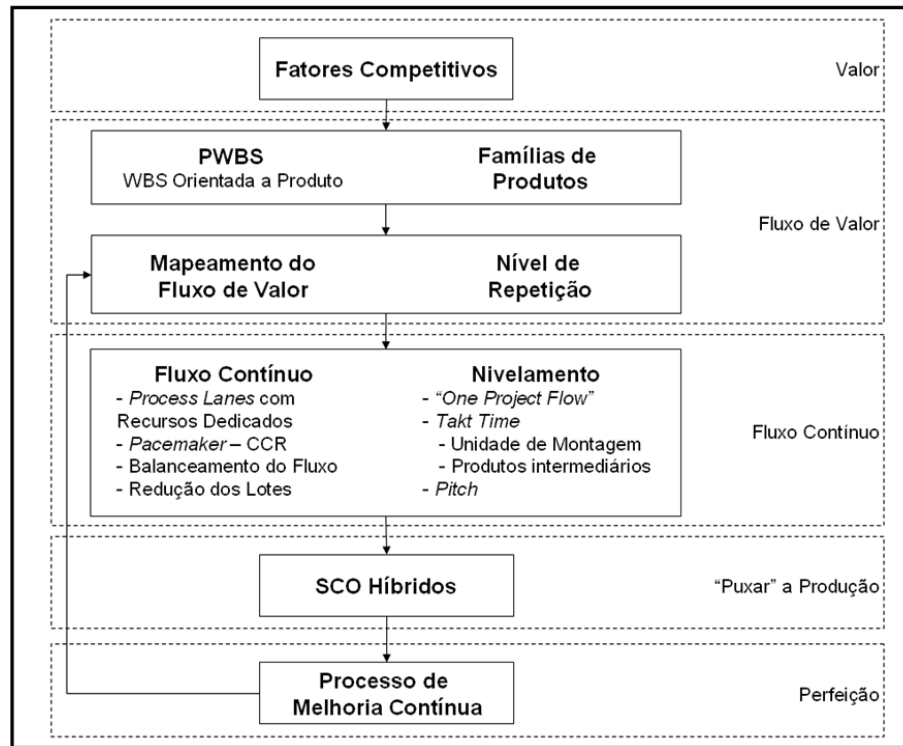 Fatores Competitivos
Valor
PWBS
WBS Orientada a Produto
Famílias de
Produtos
Fluxo de Valor
Mapeamento do
Fluxo de Valor
Nível de
Repetição
Fluxo Contínuo
- Process Lanes com
Recursos Dedicados
- Pacemaker – CCR
- Balanceamento do Fluxo
- Redução dos Lotes
Nivelamento
- “One Project Flow”
- Takt Time
- Unidade de Montagem
- Produtos intermediários
- Pitch
Fluxo Contínuo
SCO Híbridos
“Puxar” a Produção
Processo de
Melhoria Contínua
Perfeição